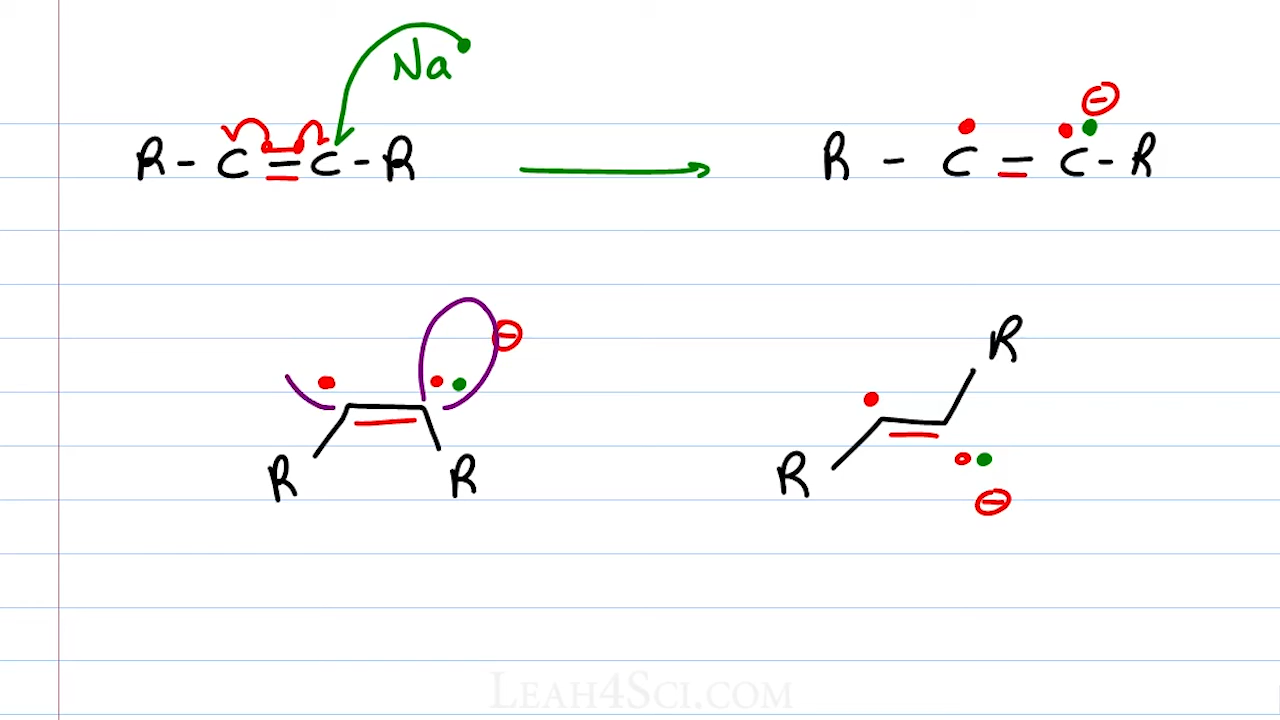 Na
R - C ≡ C - R → R - C = C - R
R
R R R
LEAH4SCI.COM